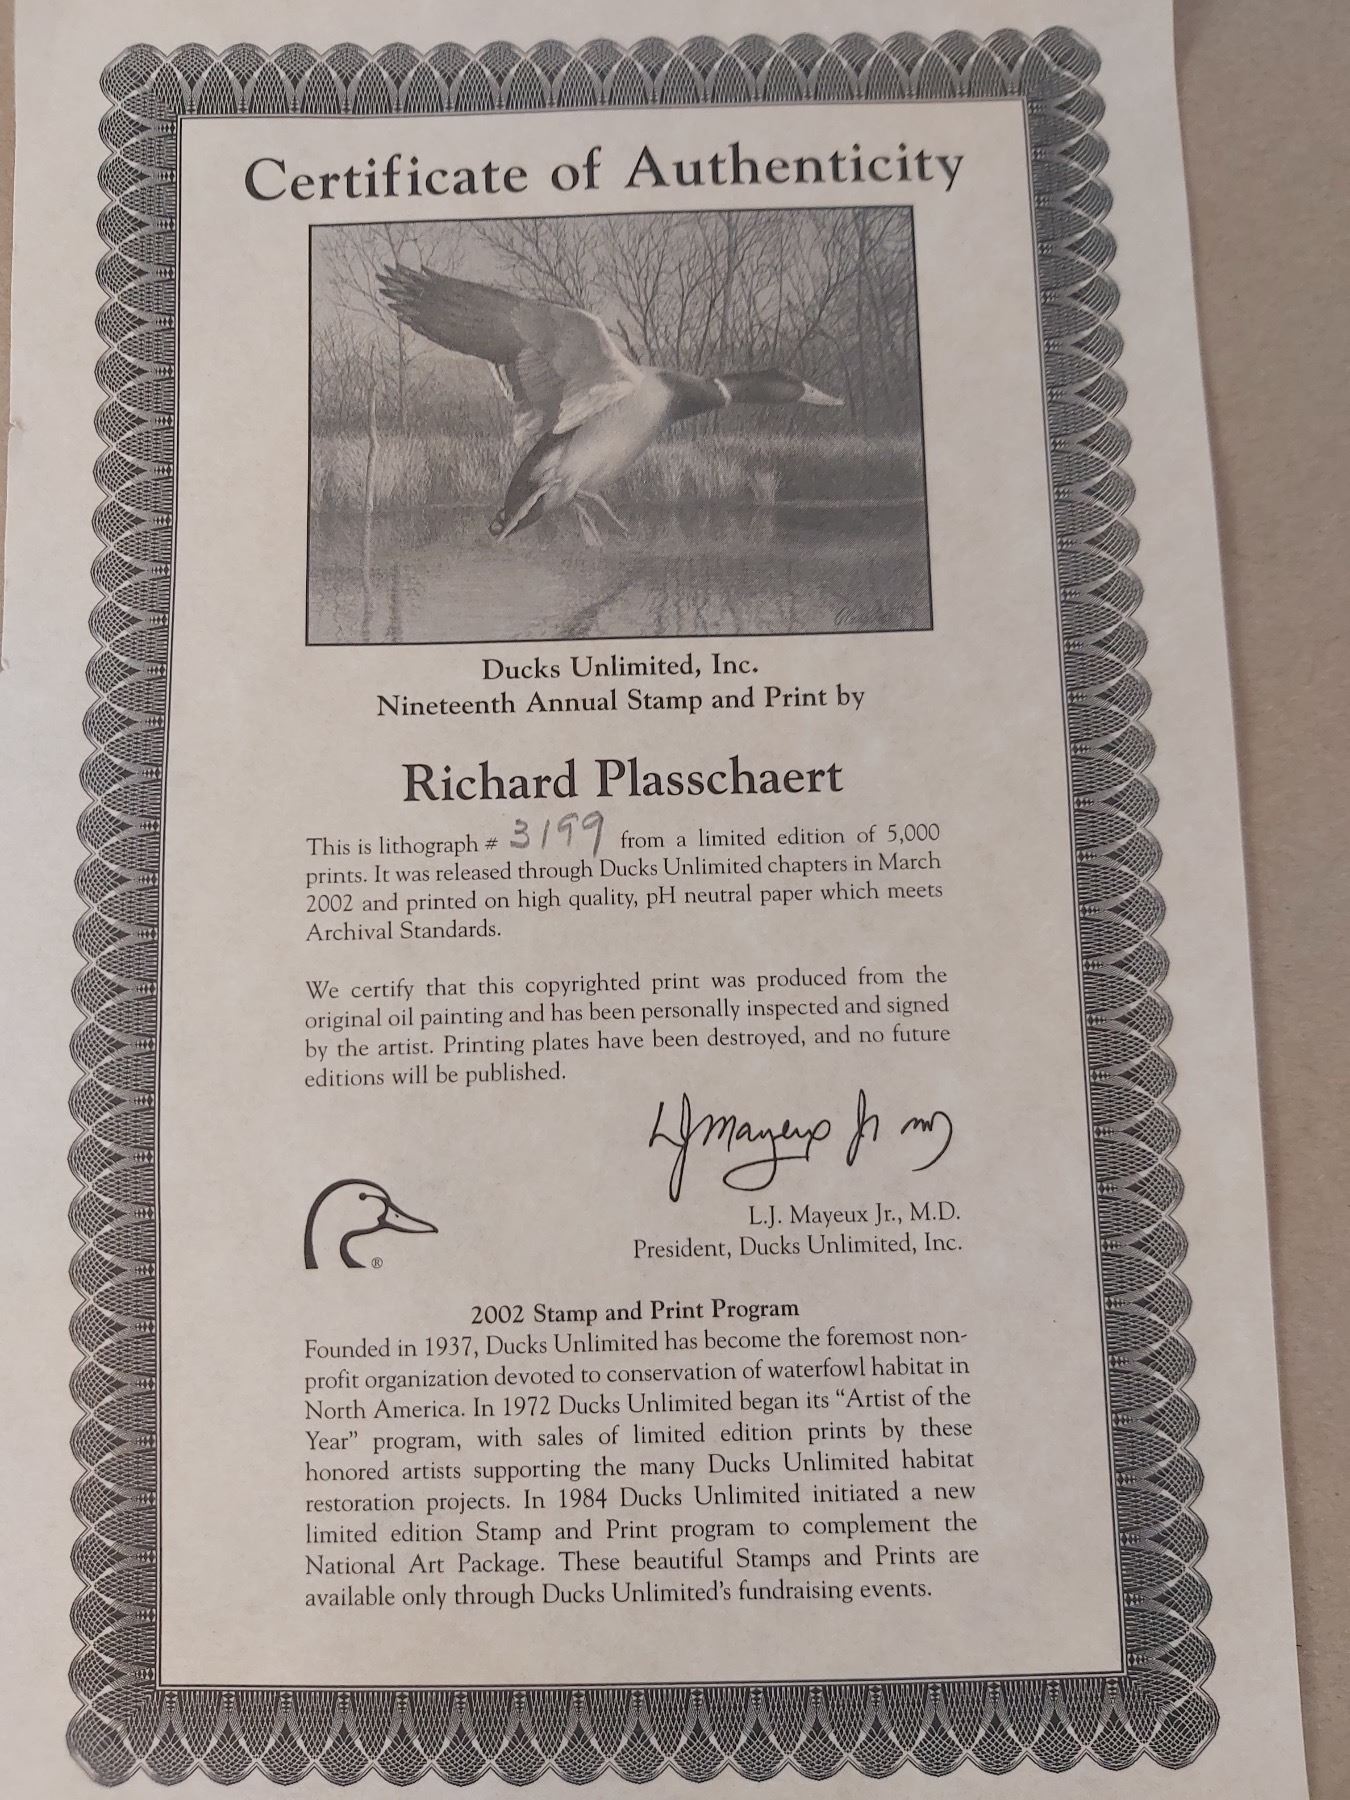 Certificate of Authenticity
Ducks Unlimited, Inc.
Nineteenth Annual Stamp and Print by
Richard Plasschaert
This is lithograph # 3199 from a limited edition of 5,000
prints. It was released through Ducks Unlimited chapters in March
2002 and printed on high quality, pH neutral paper which meets
Archival Standards.
We certify that this copyrighted print was produced from the
original oil painting and has been personally inspected and signed
by the artist. Printing plates have been destroyed, and no future
editions will be published.
LJ Mayeux Jr MD
®
L.J. Mayeux Jr., M.D.
President, Ducks Unlimited, Inc.
2002 Stamp and Print Program
Founded in 1937, Ducks Unlimited has become the foremost non-
profit organization devoted to conservation of waterfowl habitat in
North America. In 1972 Ducks Unlimited began its “Artist of the
Year” program, with sales of limited edition prints by these
honored artists supporting the many Ducks Unlimited habitat
restoration projects. In 1984 Ducks Unlimited initiated a new
limited edition Stamp and Print program to complement the
National Art Package. These beautiful Stamps and Prints are
available only through Ducks Unlimited’s fundraising events.